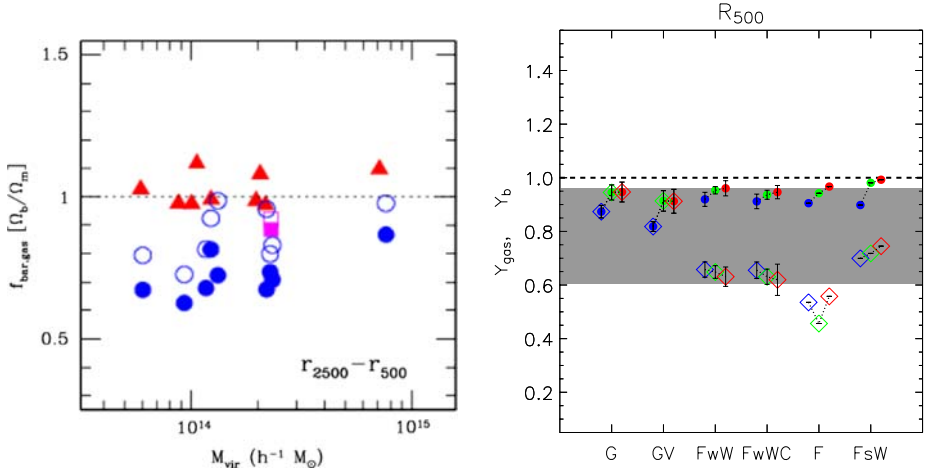 1.5
1
0.5
f_bar,gas [Ω_b/Ω_m]
r_2500−r_500
10^14
10^15
M_vir (h^−1 M_⊙)
R_500
1.4
1.2
1.0
0.8
0.6
0.4
0.2
Y_gas, Y_b
G GV FwW FwWC F FsW